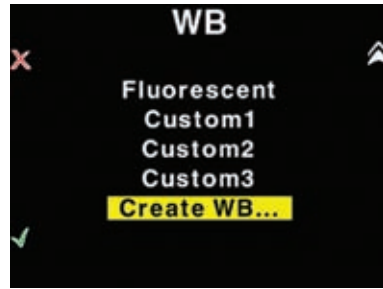 WB
Fluorescent
Custom1
Custom2
Custom3
Create WB...